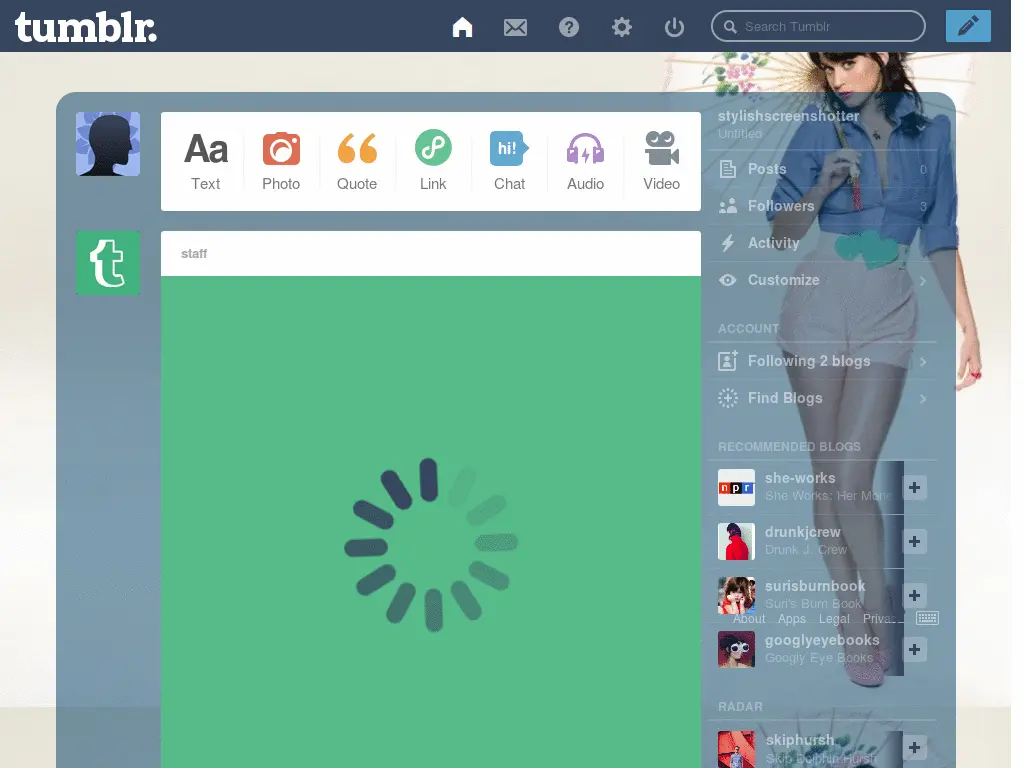 tumblr.
Search Tumblr
Aa
Text
Photo
Quote
Link
hi!
Chat
Audio
Video
stylishscreenshotter
Untitled
Posts 0
Followers 3
Activity
Customize
t
staff
ACCOUNT
Following 2 blogs
Find Blogs
RECOMMENDED BLOGS
npr
she-works
She Works: Her Mone
drunkjcrew
Drunk J. Crew
surisburnbook
Suri's Burn Book
About Apps Legal Priva...
googlyeyebooks
Googly Eye Books
RADAR
skiphursh
Skip Dolphin Hursh